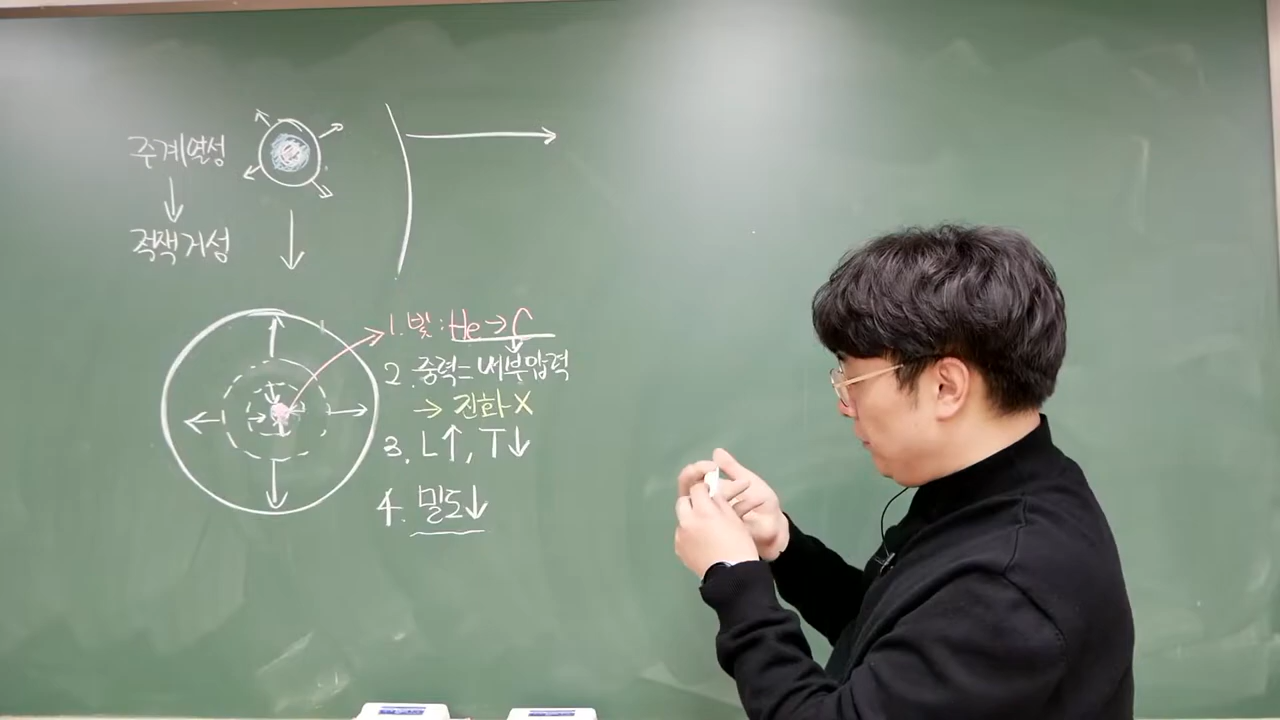 주계열성
↓
적색거성
1. 빛 : He → C
2. 중력 = 내부압력
→ 진화 X
3. L↑, T↓
4. 밀도↓